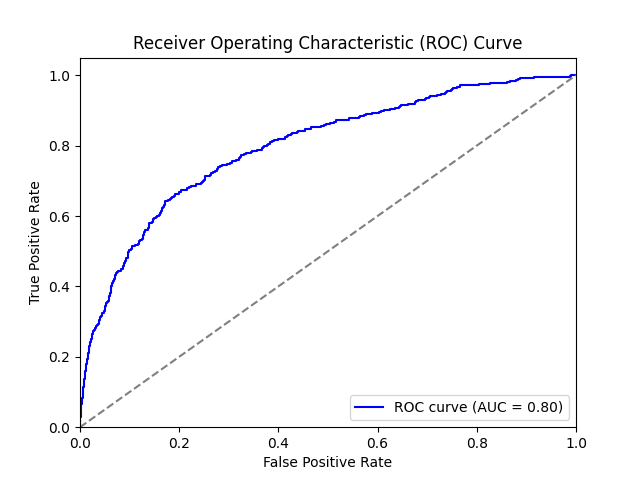 Receiver Operating Characteristic (ROC) Curve
1.0
0.8
0.6
0.4
0.2
0.0
True Positive Rate
ROC curve (AUC = 0.80)
0.0 0.2 0.4 0.6 0.8 1.0
False Positive Rate